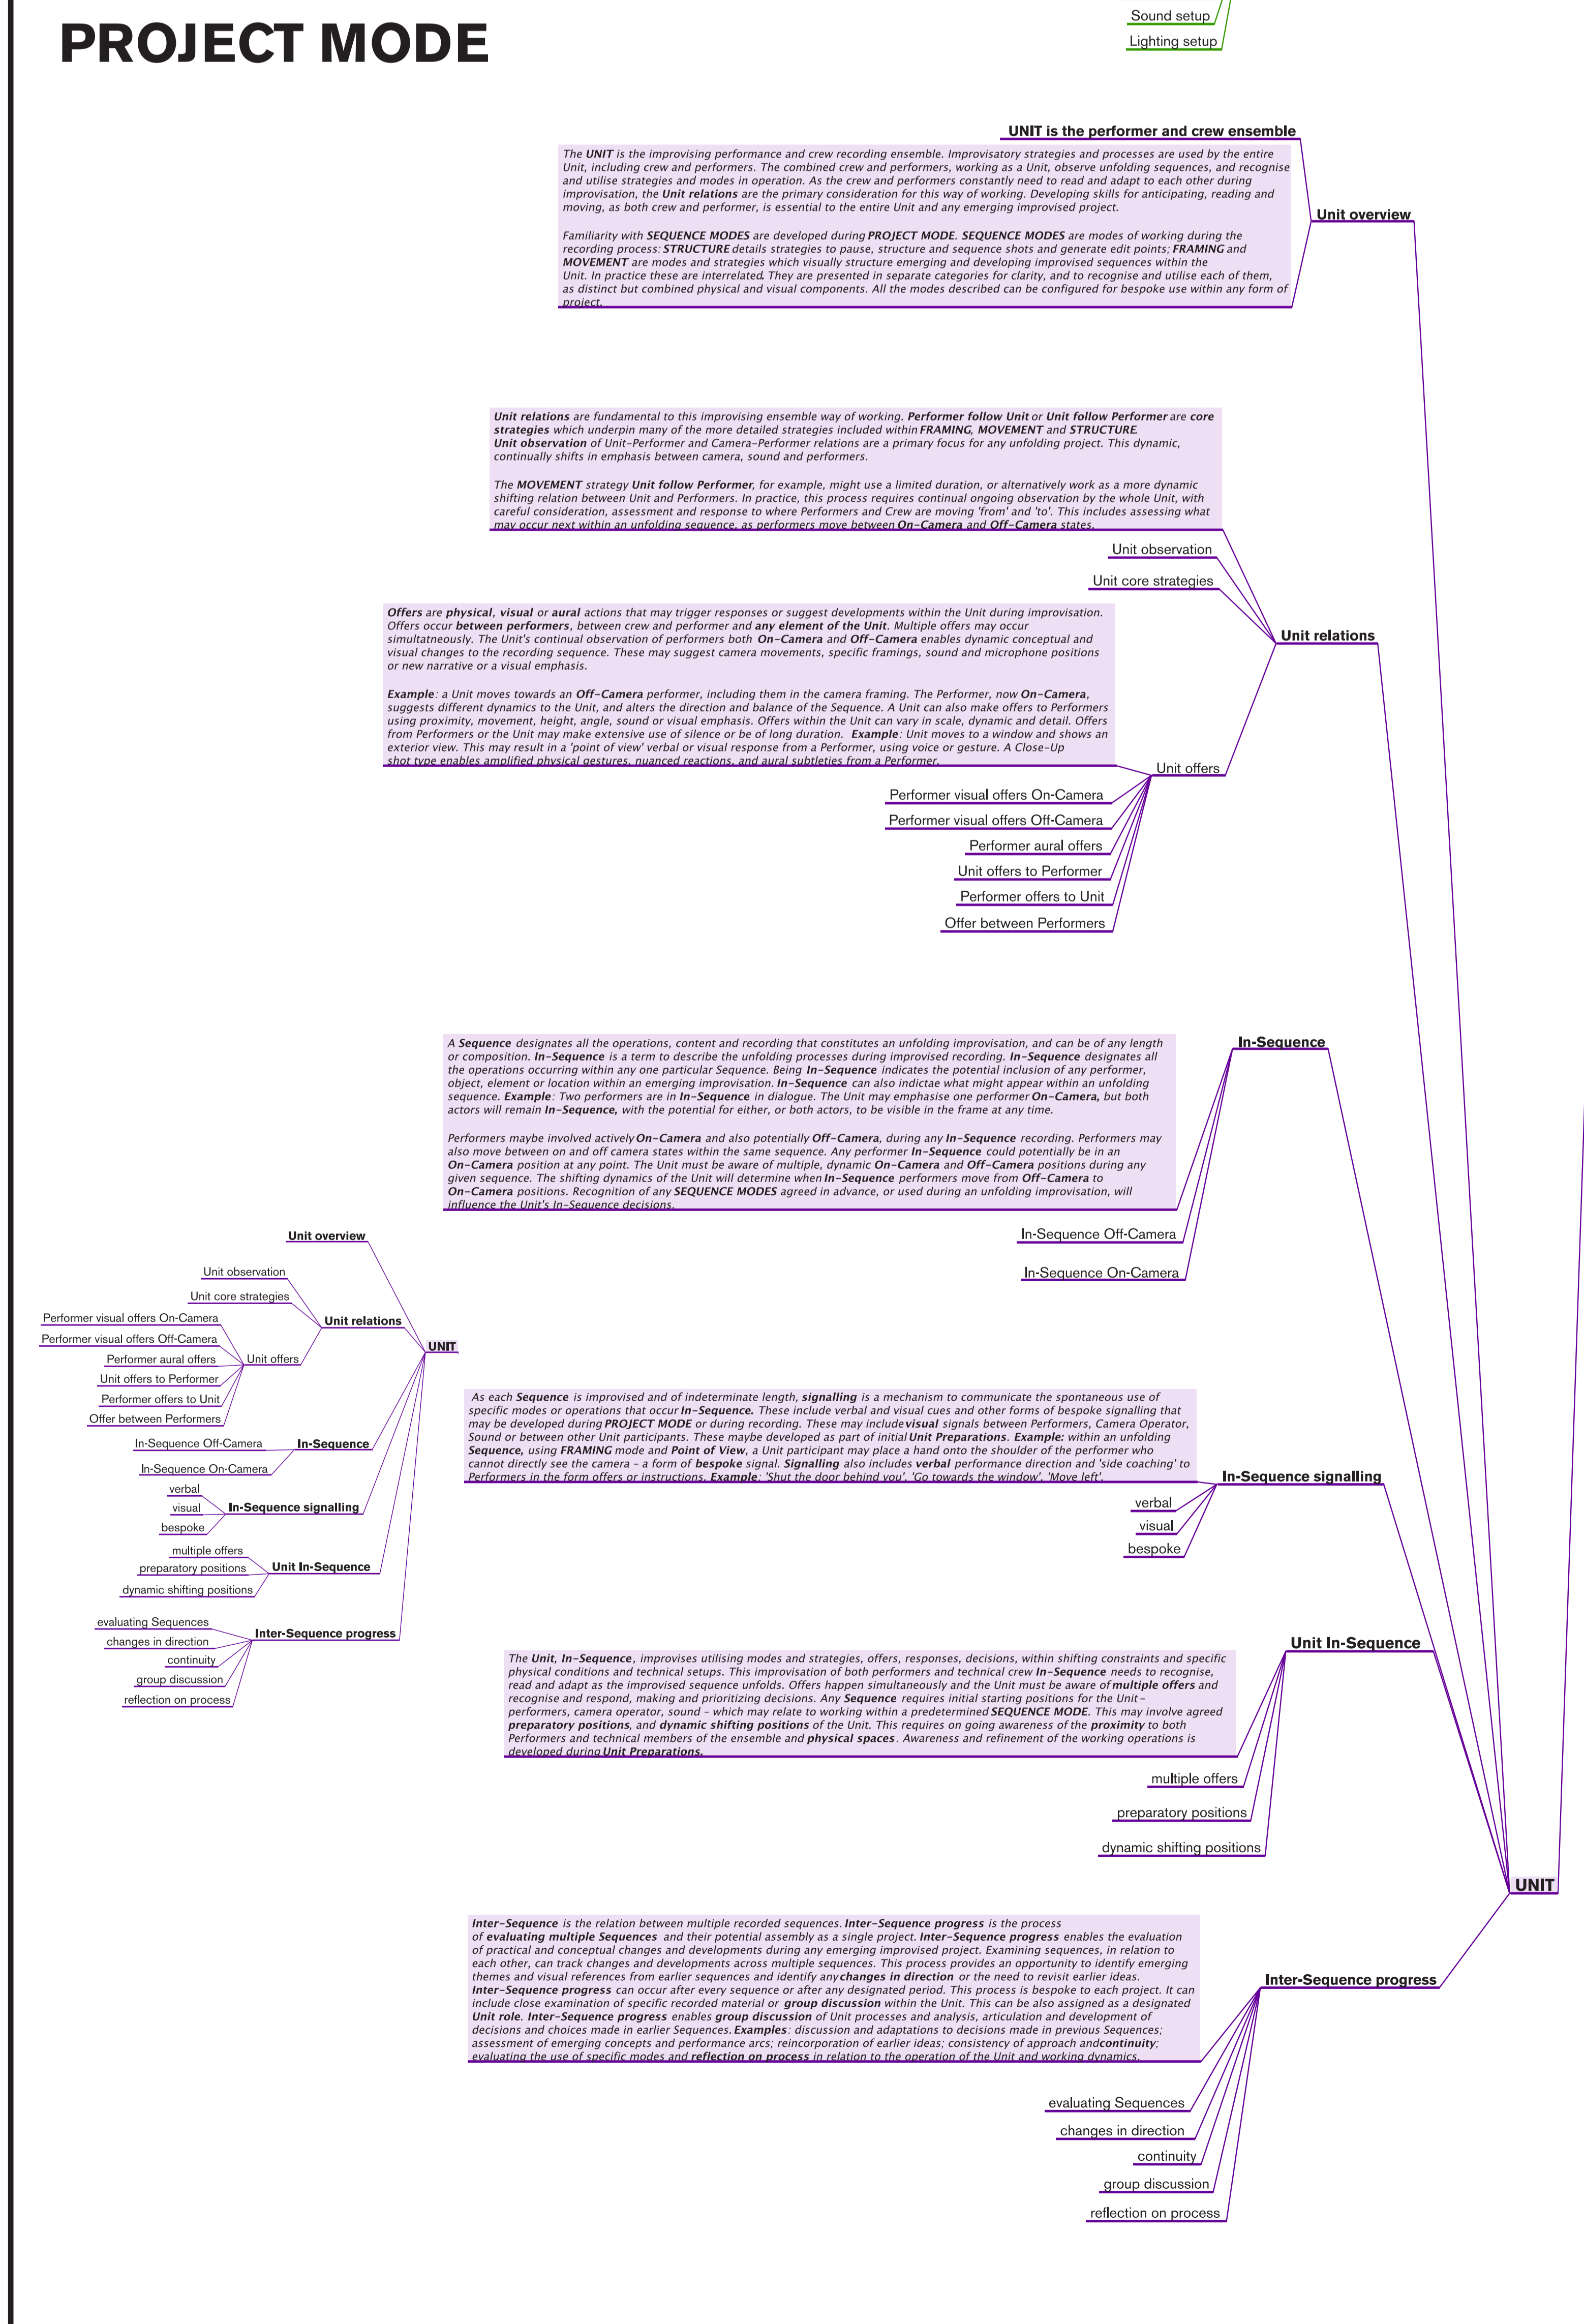 PROJECT MODE
Sound setup
Lighting setup
UNIT is the performer and crew ensemble
The UNIT is the improvising performance and crew recording ensemble. Improvisatory strategies and processes are used by the entire
Unit, including crew and performers. The combined crew and performers, working as a Unit, observe unfolding sequences, and recognise
and utilise strategies and modes in operation. As the crew and performers constantly need to read and adapt to each other during
improvisation, the Unit relations are the primary consideration for this way of working. Developing skills for anticipating, reading and
moving, as both crew and performer, is essential to the entire Unit and any emerging improvised project.
Familiarity with SEQUENCE MODES are developed during PROJECT MODE. SEQUENCE MODES are modes of working during the
recording process: STRUCTURE details strategies to pause, structure and sequence shots and generate edit points; FRAMING and
MOVEMENT are modes and strategies which visually structure emerging and developing improvised sequences within the
Unit. In practice these are interrelated. They are presented in separate categories for clarity, and to recognise and utilise each of them,
as distinct but combined physical and visual components. All the modes described can be configured for bespoke use within any form of
project.
Unit overview
Unit relations are fundamental to this improvising ensemble way of working. Performer follow Unit or Unit follow Performer are core
strategies which underpin many of the more detailed strategies included within FRAMING, MOVEMENT and STRUCTURE.
Unit observation of Unit-Performer and Camera-Performer relations are a primary focus for any unfolding project. This dynamic,
continually shifts in emphasis between camera, sound and performers.
The MOVEMENT strategy Unit follow Performer, for example, might use a limited duration, or alternatively work as a more dynamic
shifting relation between Unit and Performers. In practice, this process requires continual ongoing observation by the whole Unit, with
careful consideration, assessment and response to where Performers and Crew are moving 'from' and 'to'. This includes assessing what
may occur next within an unfolding sequence, as performers move between On-Camera and Off-Camera states.
Unit observation
Unit core strategies
Unit relations
Offers are physical, visual or aural actions that may trigger responses or suggest developments within the Unit during improvisation.
Offers occur between performers, between crew and performer and any element of the Unit. Multiple offers may occur
simultatneously. The Unit's continual observation of performers both On-Camera and Off-Camera enables dynamic conceptual and
visual changes to the recording sequence. These may suggest camera movements, specific framings, sound and microphone positions
or new narrative or a visual emphasis.
Example: a Unit moves towards an Off-Camera performer, including them in the camera framing. The Performer, now On-Camera,
suggests different dynamics to the Unit, and alters the direction and balance of the Sequence. A Unit can also make offers to Performers
using proximity, movement, height, angle, sound or visual emphasis. Offers within the Unit can vary in scale, dynamic and detail. Offers
from Performers or the Unit may make extensive use of silence or be of long duration. Example: Unit moves to a window and shows an
exterior view. This may result in a 'point of view' verbal or visual response from a Performer, using voice or gesture. A Close-Up
shot type enables amplified physical gestures, nuanced reactions, and aural subtleties from a Performer.
Unit offers
Performer visual offers On-Camera
Performer visual offers Off-Camera
Performer aural offers
Unit offers to Performer
Performer offers to Unit
Offer between Performers
In-Sequence
A Sequence designates all the operations, content and recording that constitutes an unfolding improvisation, and can be of any length
or composition. In-Sequence is a term to describe the unfolding processes during improvised recording. In-Sequence designates all
the operations occurring within any one particular Sequence. Being In-Sequence indicates the potential inclusion of any performer,
object, element or location within an emerging improvisation. In-Sequence can also indictae what might appear within an unfolding
sequence. Example: Two performers are in In-Sequence in dialogue. The Unit may emphasise one performer On-Camera, but both
actors will remain In-Sequence, with the potential for either, or both actors, to be visible in the frame at any time.
Performers maybe involved actively On-Camera and also potentially Off-Camera, during any In-Sequence recording. Performers may
also move between on and off camera states within the same sequence. Any performer In-Sequence could potentially be in an
On-Camera position at any point. The Unit must be aware of multiple, dynamic On-Camera and Off-Camera positions during any
given sequence. The shifting dynamics of the Unit will determine when In-Sequence performers move from Off-Camera to
On-Camera positions. Recognition of any SEQUENCE MODES agreed in advance, or used during an unfolding improvisation, will
influence the Unit's In-Sequence decisions.
In-Sequence Off-Camera
In-Sequence On-Camera
Unit overview
Unit observation
Unit core strategies
Unit relations
Performer visual offers On-Camera
Performer visual offers Off-Camera
Performer aural offers
Unit offers
Unit offers to Performer
Performer offers to Unit
Offer between Performers
UNIT
In-Sequence Off-Camera
In-Sequence
In-Sequence On-Camera
verbal
visual
In-Sequence signalling
bespoke
multiple offers
preparatory positions
Unit In-Sequence
dynamic shifting positions
evaluating Sequences
Inter-Sequence progress
changes in direction
continuity
group discussion
reflection on process
As each Sequence is improvised and of indeterminate length, signalling is a mechanism to communicate the spontaneous use of
specific modes or operations that occur In-Sequence. These include verbal and visual cues and other forms of bespoke signalling that
may be developed during PROJECT MODE or during recording. These may include visual signals between Performers, Camera Operator,
Sound or between other Unit participants. These maybe developed as part of initial Unit Preparations. Example: within an unfolding
Sequence, using FRAMING mode and Point of View, a Unit participant may place a hand onto the shoulder of the performer who
cannot directly see the camera - a form of bespoke signal. Signalling also includes verbal performance direction and 'side coaching' to
Performers in the form offers or instructions. Example: 'Shut the door behind you', 'Go towards the window', 'Move left'.
In-Sequence signalling
verbal
visual
bespoke
Unit In-Sequence
The Unit, In-Sequence, improvises utilising modes and strategies, offers, responses, decisions, within shifting constraints and specific
physical conditions and technical setups. This improvisation of both performers and technical crew In-Sequence needs to recognise,
read and adapt as the improvised sequence unfolds. Offers happen simultaneously and the Unit must be aware of multiple offers and
recognise and respond, making and prioritizing decisions. Any Sequence requires initial starting positions for the Unit -
performers, camera operator, sound - which may relate to working within a predetermined SEQUENCE MODE. This may involve agreed
preparatory positions, and dynamic shifting positions of the Unit. This requires on going awareness of the proximity to both
Performers and technical members of the ensemble and physical spaces. Awareness and refinement of the working operations is
developed during Unit Preparations.
multiple offers
preparatory positions
dynamic shifting positions
UNIT
Inter-Sequence is the relation between multiple recorded sequences. Inter-Sequence progress is the process
of evaluating multiple Sequences and their potential assembly as a single project. Inter-Sequence progress enables the evaluation
of practical and conceptual changes and developments during any emerging improvised project. Examining sequences, in relation to
each other, can track changes and developments across multiple sequences. This process provides an opportunity to identify emerging
themes and visual references from earlier sequences and identify any changes in direction or the need to revisit earlier ideas.
Inter-Sequence progress can occur after every sequence or after any designated period. This process is bespoke to each project. It can
include close examination of specific recorded material or group discussion within the Unit. This can be also assigned as a designated
Unit role. Inter-Sequence progress enables group discussion of Unit processes and analysis, articulation and development of
decisions and choices made in earlier Sequences. Examples: discussion and adaptations to decisions made in previous Sequences;
assessment of emerging concepts and performance arcs; reincorporation of earlier ideas; consistency of approach and continuity;
evaluating the use of specific modes and reflection on process in relation to the operation of the Unit and working dynamics.
Inter-Sequence progress
evaluating Sequences
changes in direction
continuity
group discussion
reflection on process